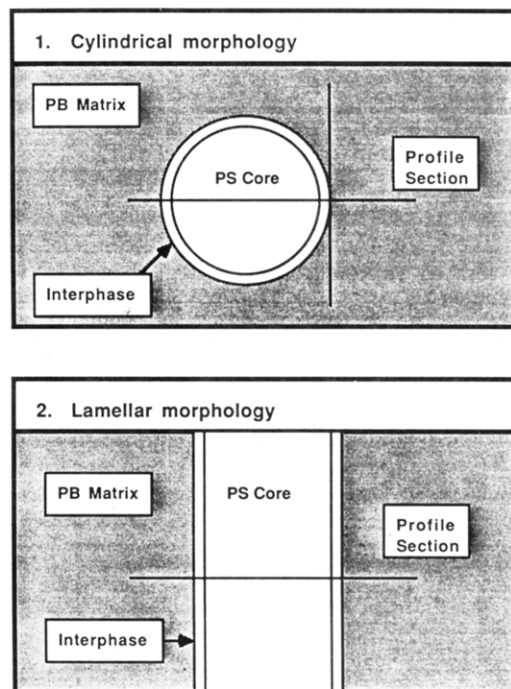 1. Cylindrical morphology
PB Matrix
PS Core
Profile
Section
Interphase
2. Lamellar morphology
PB Matrix
PS Core
Profile
Section
Interphase